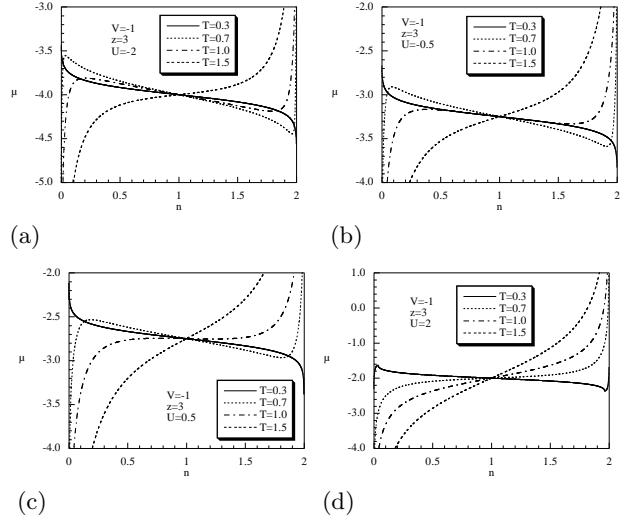 -3.0
-3.5
μ
-4.0
-4.5
-5.0
0
0.5
1
1.5
2
n
V=-1
z=3
U=-2
T=0.3
T=0.7
T=1.0
T=1.5
(a)
-2.0
-2.5
μ
-3.0
-3.5
-4.0
0
0.5
1
1.5
2
n
V=-1
z=3
U=-0.5
T=0.3
T=0.7
T=1.0
T=1.5
(b)
-2.0
-2.5
μ
-3.0
-3.5
-4.0
0
0.5
1
1.5
2
n
V=-1
z=3
U=0.5
T=0.3
T=0.7
T=1.0
T=1.5
(c)
1.0
0.0
μ
-1.0
-2.0
-3.0
-4.0
0
0.5
1
1.5
2
n
V=-1
z=3
U=2
T=0.3
T=0.7
T=1.0
T=1.5
(d)